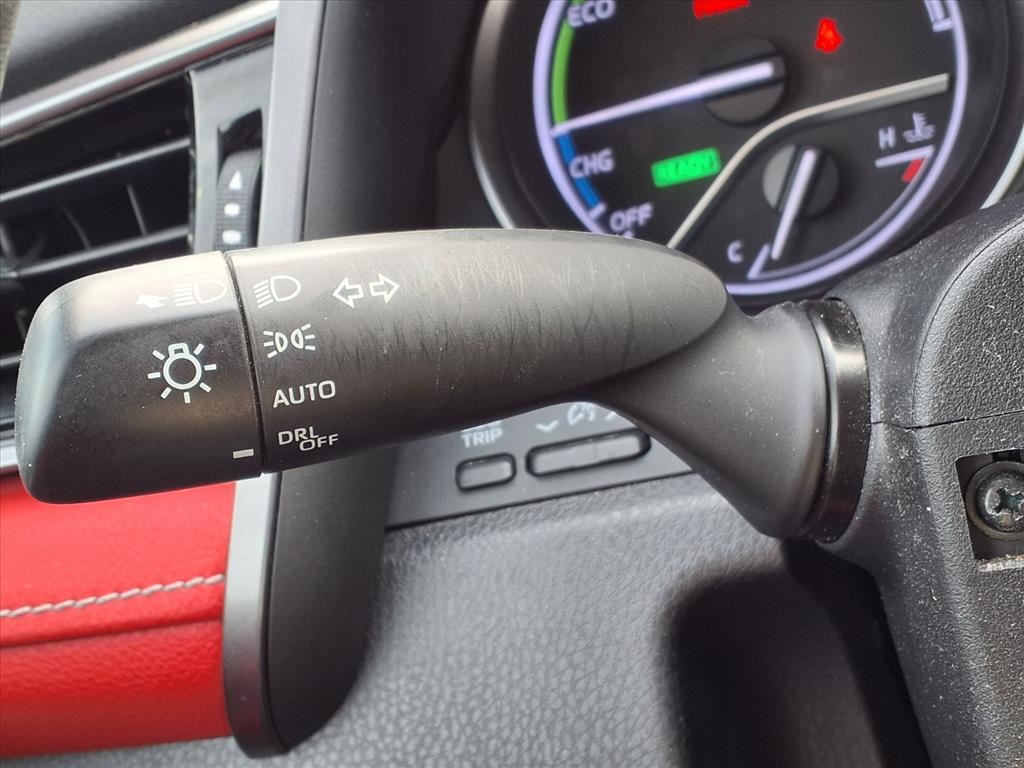 ECO
CHG
READY
H
OFF
C
AUTO
DRL
OFF
TRIP